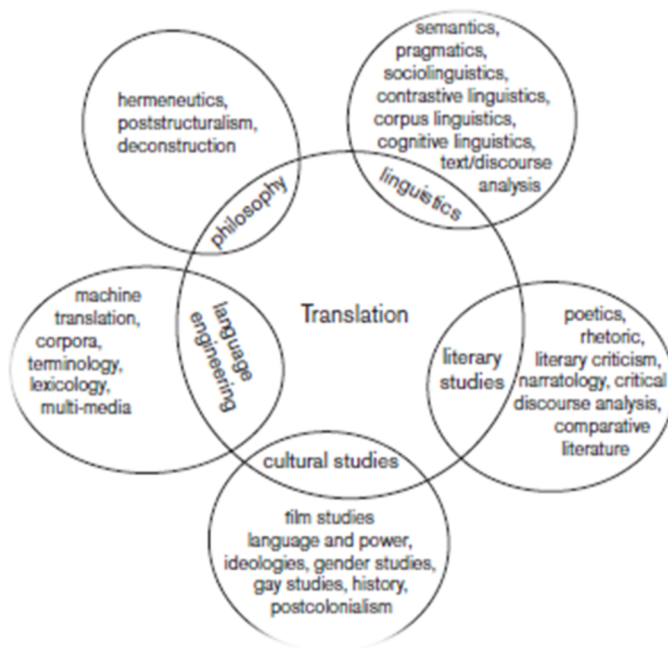 semantics,
pragmatics,
sociolinguistics,
contrastive linguistics,
corpus linguistics,
cognitive linguistics,
text/discourse
analysis
linguistics
hermeneutics,
poststructuralism,
deconstruction
philosophy
Translation
machine
translation,
corpora,
terminology,
lexicology,
multi-media
language
engineering
poetics,
rhetoric,
literary criticism,
narratology, critical
discourse analysis,
comparative
literature
literary
studies
cultural studies
film studies
language and power,
ideologies, gender studies,
gay studies, history,
postcolonialism